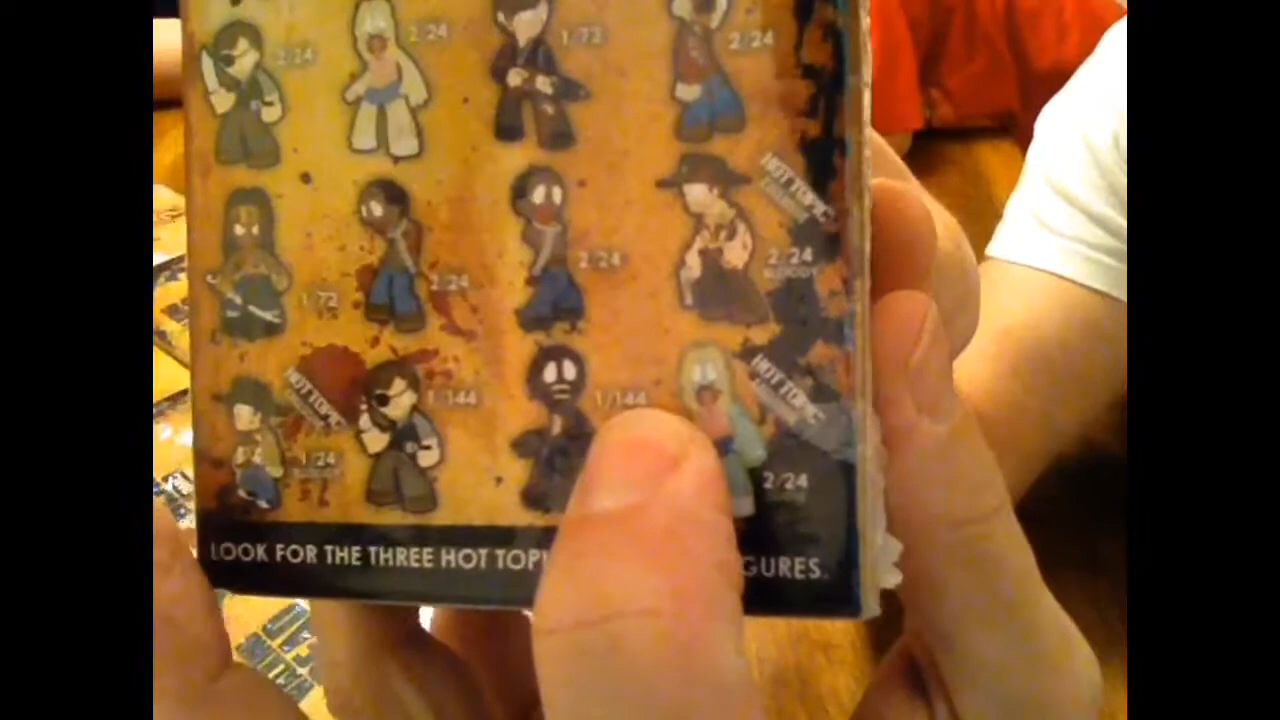 2/24 2/24 1/72 2/24
HOT TOPIC
1/72 2/24 2/24 2/24
BLOODY
HOT TOPIC 1/144 1/144 HOT TOPIC
1/24 2/24
LOOK FOR THE THREE HOT TOPI GURES.